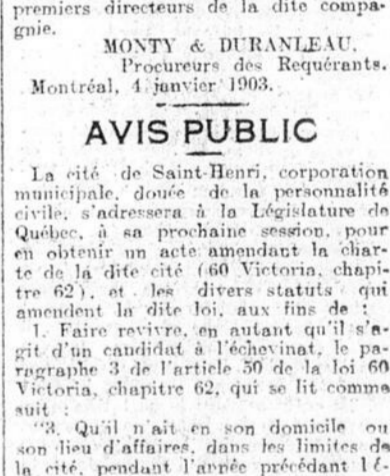 premiers directeurs de la dite compa-
gnie.
MONTY & DURANLEAU.
Procureurs des Requérants.
Montréal, 4 janvier 1903.
AVIS PUBLIC
La cité de Saint-Henri, corporation
municipale, douée de la personnalité
civile, s'adressera à la Législature de
Québec, à sa prochaine session, pour
en obtenir un acte amendant la char-
te de la dite cité (60 Victoria, chapi-
tre 62), et les divers statuts qui
amendent la dite loi, aux fins de :
1. Faire revivre, en autant qu'il s'a-
git d'un candidat à l'échevinat, le pa-
ragraphe 3 de l'article 50 de la loi 60
Victoria, chapitre 62, qui se lit comme
suit :
"3. Qu'il n'ait en son domicile ou
son lieu d'affaires, dans les limites de
la cité, pendant l'année précédant